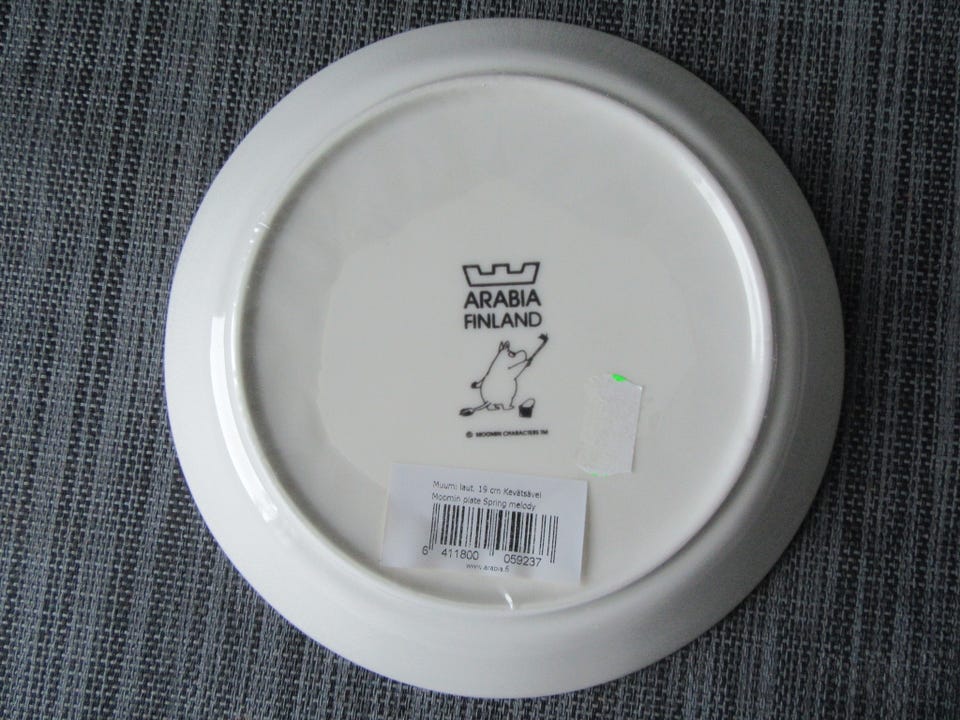 ARABIA
FINLAND
© MOOMIN CHARACTERS TM
Muumi laut. 19 cm Kevätsävel
Moomin plate Spring melody
6 411800 059237
www.arabia.fi